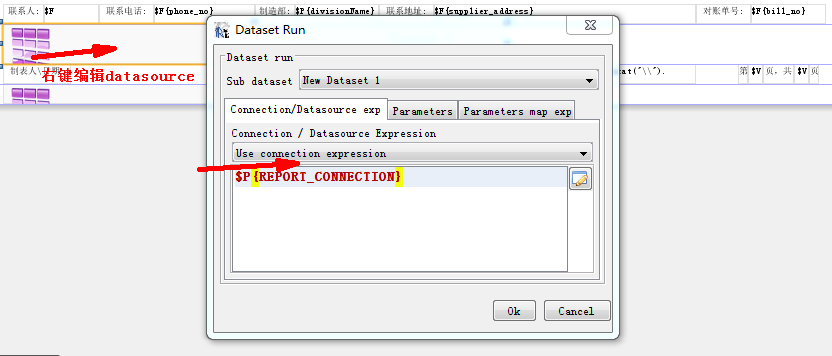 联系人: $F
联系电话: $F{phone_no}
制造部: $F{divisionName}
联系地址: $F{supplier_address}
对账单号: $F{bill_no}
右键编辑datasource
制表人\日期
cat("\\").
第 $V 页, 共 $V 页
Dataset Run
Dataset run
Sub dataset New Dataset 1
Connection/Datasource exp Parameters Parameters map exp
Connection / Datasource Expression
Use connection expression
$P{REPORT_CONNECTION}
Ok Cancel